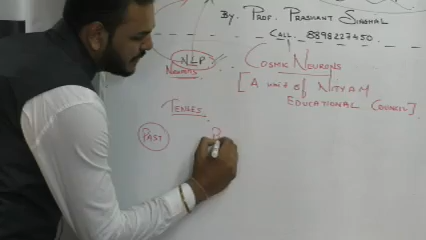 By. Prof. Prashant Singhal
Call 8898227450
NLP
Neurons
Cosmic Neurons
[A unit of Nityam
Educational Council].
Tenses
Past
P